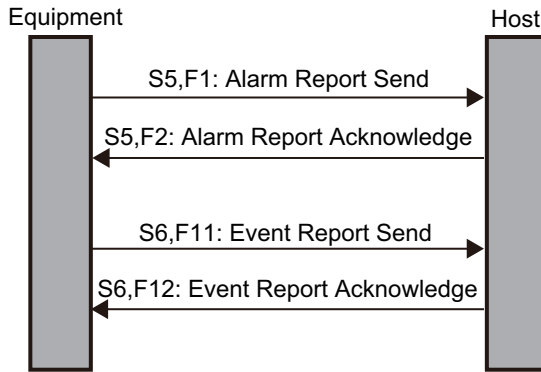 Equipment
Host
S5,F1: Alarm Report Send
S5,F2: Alarm Report Acknowledge
S6,F11: Event Report Send
S6,F12: Event Report Acknowledge